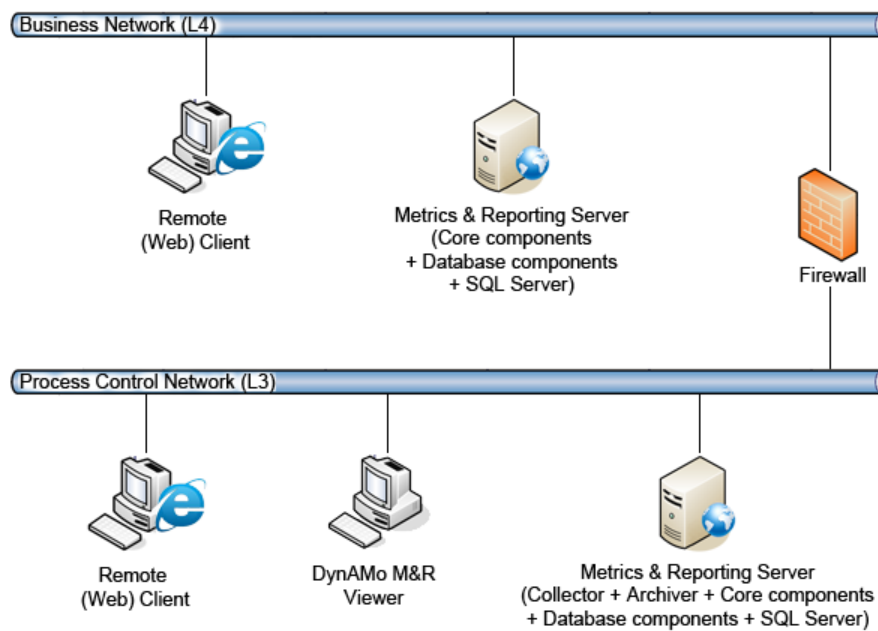 Business Network (L4)
Remote
(Web) Client
Metrics & Reporting Server
(Core components
+ Database components
+ SQL Server)
Firewall
Process Control Network (L3)
Remote
(Web) Client
DynAMo M&R
Viewer
Metrics & Reporting Server
(Collector + Archiver + Core components
+ Database components + SQL Server)